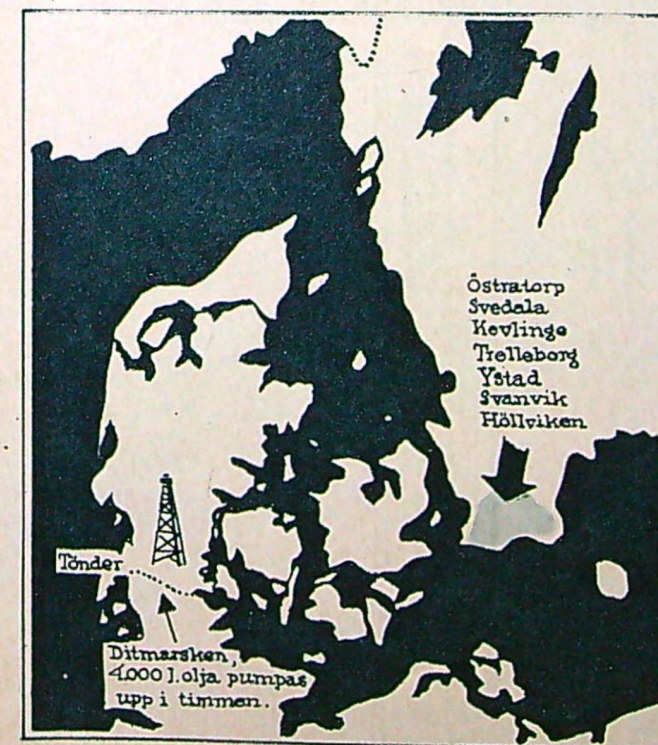 Östratorp
Svedala
Kevlinge
Trelleborg
Ystad
Svanvik
Höllviken
Tönder
Ditmarsken,
4.000 l. olja pumpas
upp i timmen.